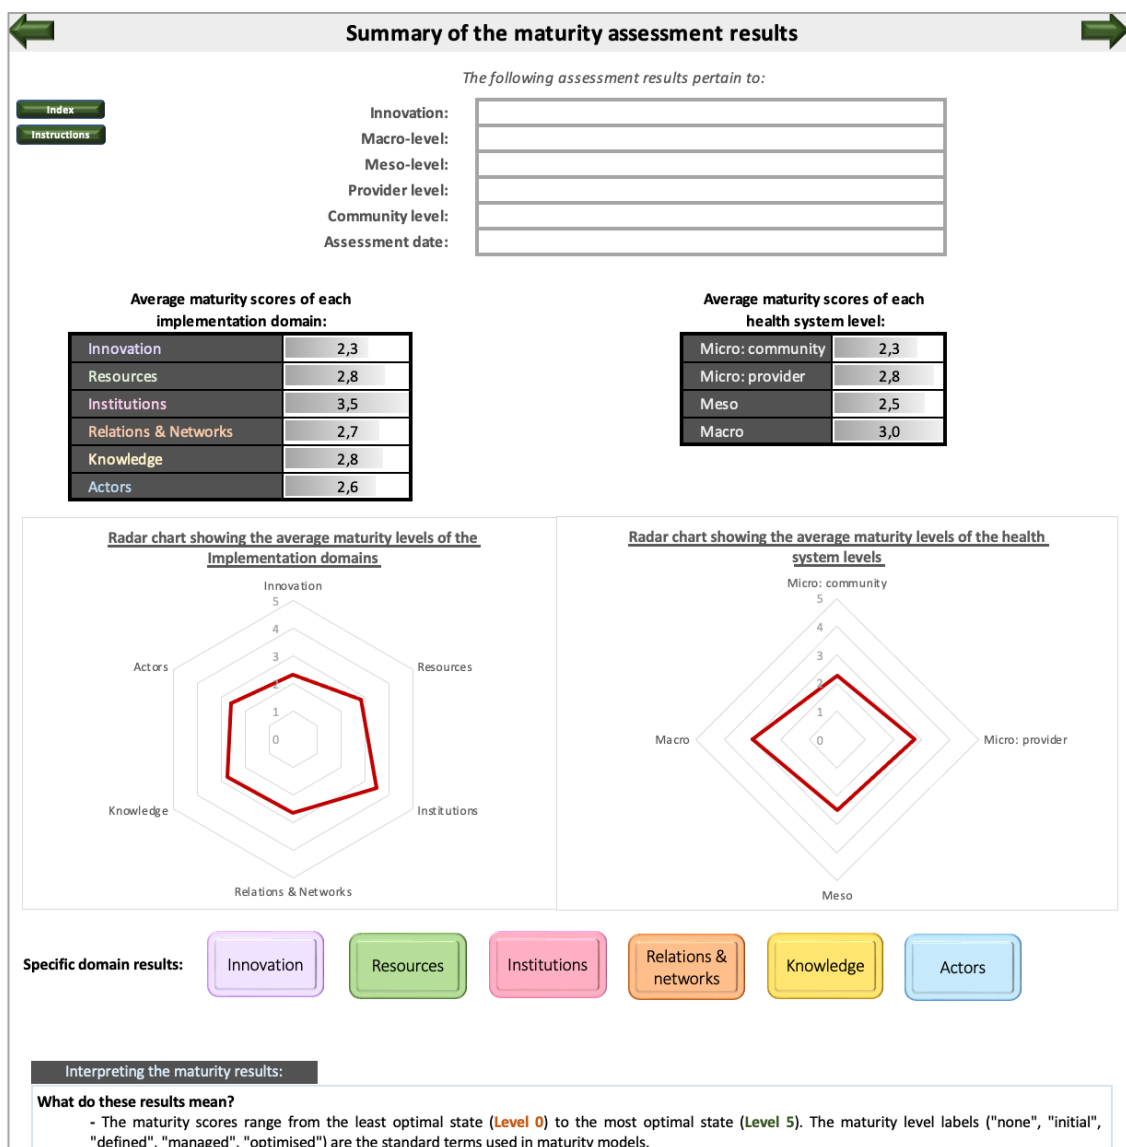 Summary of the maturity assessment results
The following assessment results pertain to:
Index
Instructions
Innovation:
Macro-level:
Meso-level:
Provider level:
Community level:
Assessment date:
Average maturity scores of each
implementation domain:
Innovation 2,3
Resources 2,8
Institutions 3,5
Relations & Networks 2,7
Knowledge 2,8
Actors 2,6
Average maturity scores of each
health system level:
Micro: community 2,3
Micro: provider 2,8
Meso 2,5
Macro 3,0
Radar chart showing the average maturity levels of the
Implementation domains
Innovation
5
4
3
2
1
0
Actors
Resources
Knowledge
Institutions
Relations & Networks
Radar chart showing the average maturity levels of the health
system levels
Micro: community
5
4
3
2
1
0
Macro
Micro: provider
Meso
Specific domain results:
Innovation
Resources
Institutions
Relations &
networks
Knowledge
Actors
Interpreting the maturity results:
What do these results mean?
- The maturity scores range from the least optimal state (Level 0) to the most optimal state (Level 5). The maturity level labels ("none", "initial",
"defined", "managed", "optimised") are the standard terms used in maturity models.